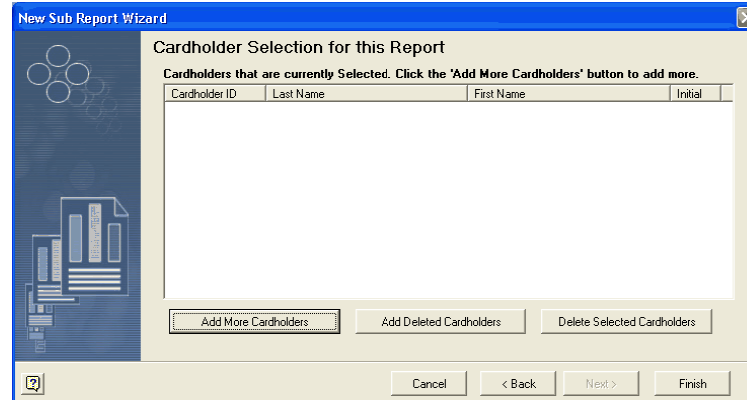 New Sub Report Wizard
Cardholder Selection for this Report
Cardholders that are currently Selected. Click the 'Add More Cardholders' button to add more.
Cardholder ID Last Name First Name Initial
Add More Cardholders Add Deleted Cardholders Delete Selected Cardholders
? Cancel < Back Next > Finish